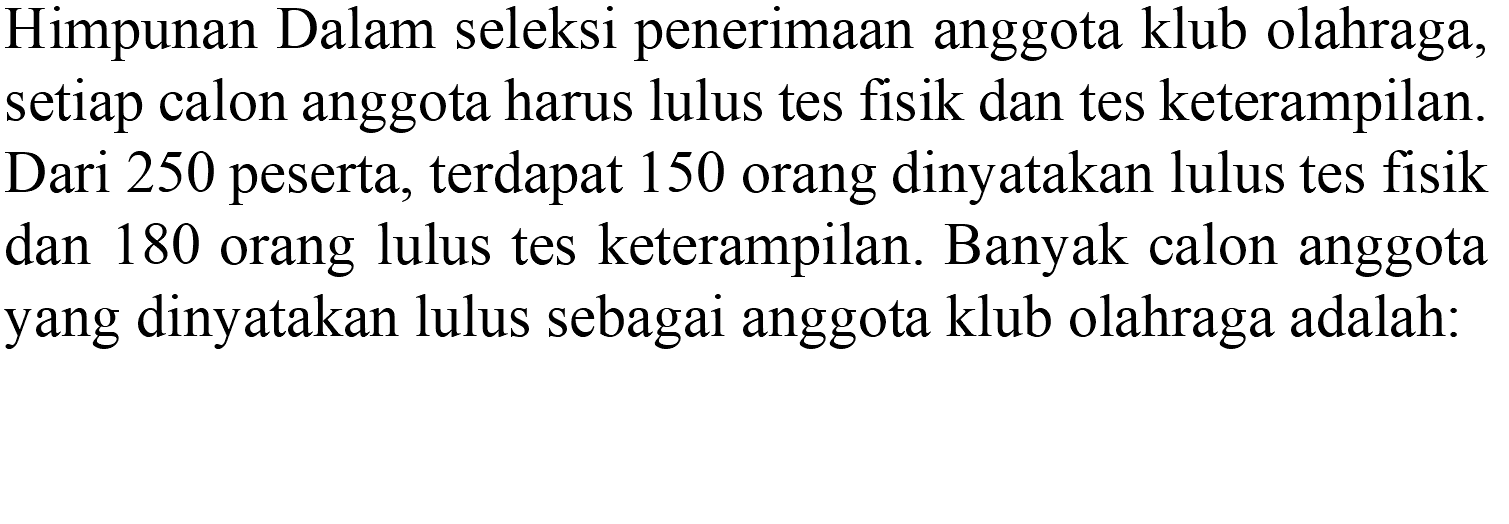 Himpunan Dalam seleksi penerimaan anggota klub olahraga,
setiap calon anggota harus lulus tes fisik dan tes keterampilan.
Dari 250 peserta, terdapat 150 orang dinyatakan lulus tes fisik
dan 180 orang lulus tes keterampilan. Banyak calon anggota
yang dinyatakan lulus sebagai anggota klub olahraga adalah: